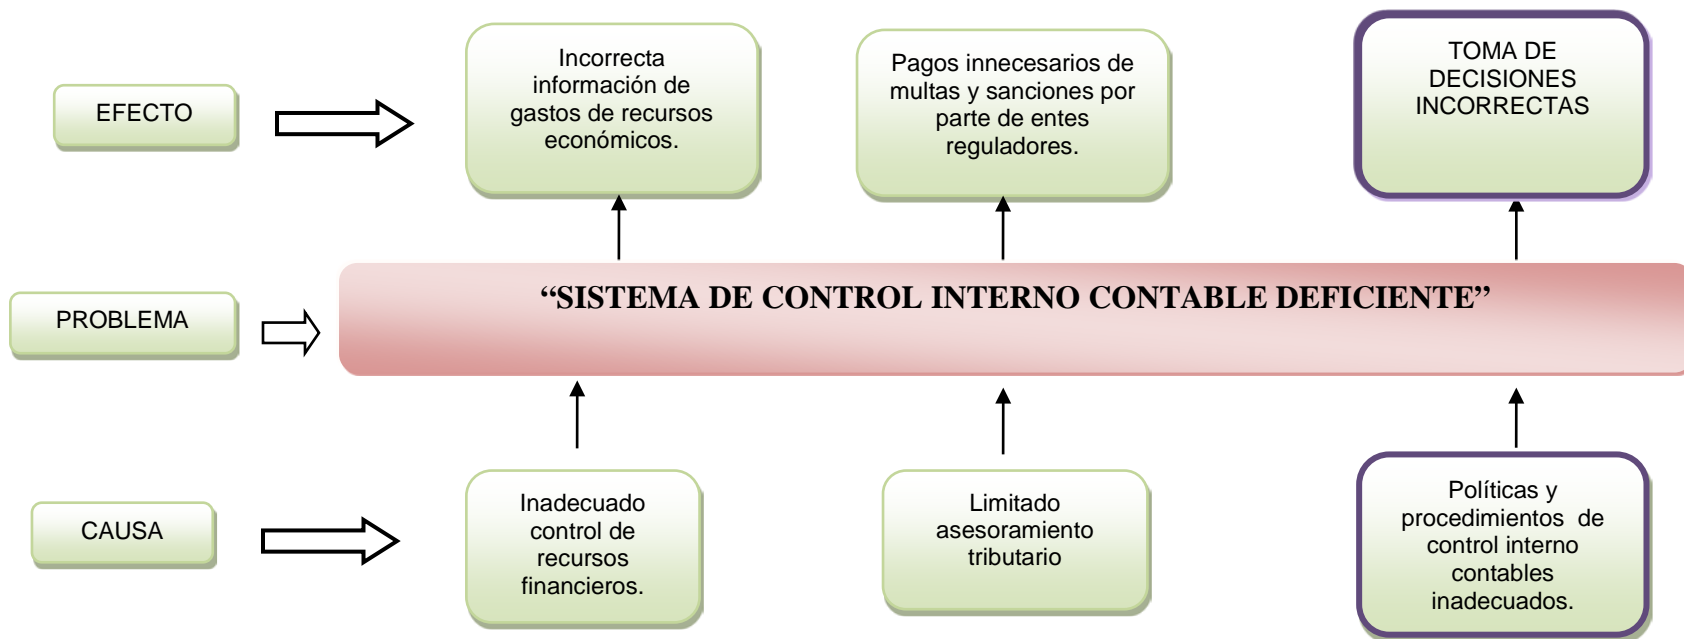 EFECTO
Incorrecta
información de
gastos de recursos
económicos.
Pagos innecesarios de
multas y sanciones por
parte de entes
reguladores.
TOMA DE
DECISIONES
INCORRECTAS
PROBLEMA
“SISTEMA DE CONTROL INTERNO CONTABLE DEFICIENTE”
CAUSA
Inadecuado
control de
recursos
financieros.
Limitado
asesoramiento
tributario
Políticas y
procedimientos de
control interno
contables
inadecuados.